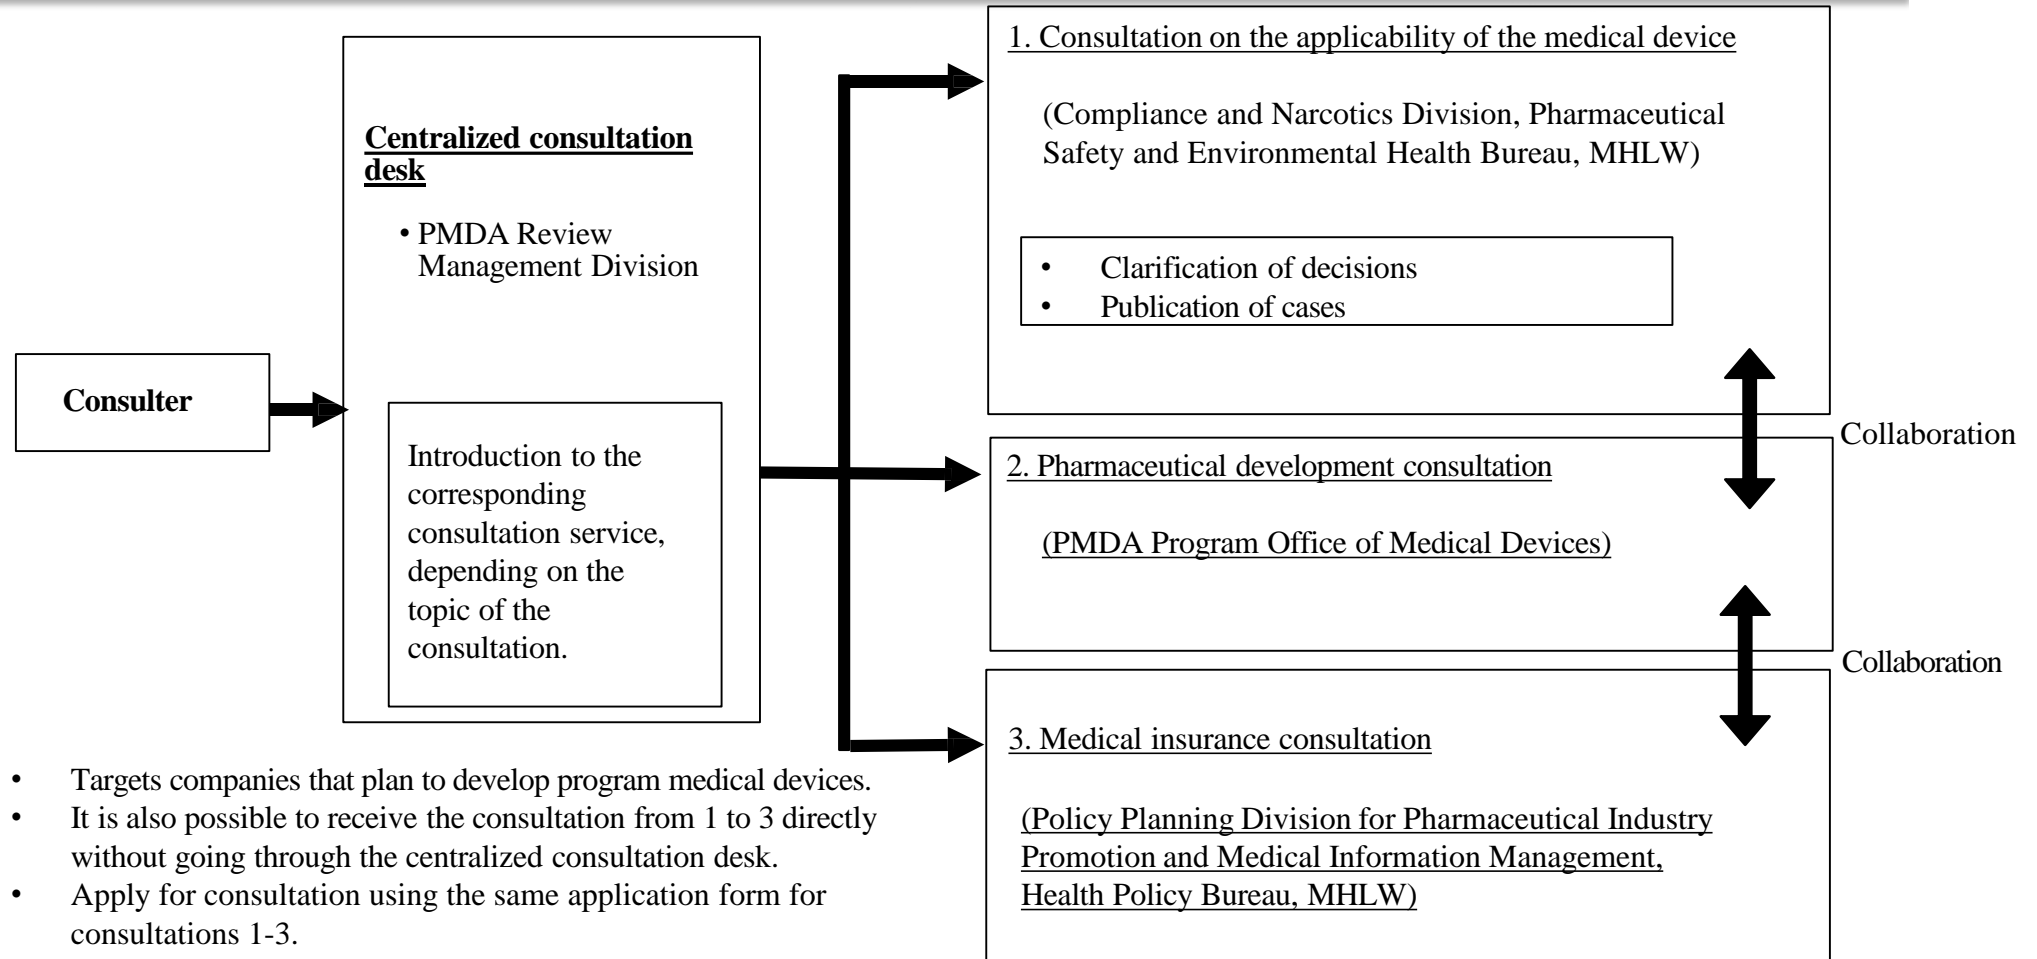 Consulter
Centralized consultation
desk
• PMDA Review
Management Division
Introduction to the
corresponding
consultation service,
depending on the
topic of the
consultation.
1. Consultation on the applicability of the medical device
(Compliance and Narcotics Division, Pharmaceutical
Safety and Environmental Health Bureau, MHLW)
• Clarification of decisions
• Publication of cases
Collaboration
2. Pharmaceutical development consultation
(PMDA Program Office of Medical Devices)
Collaboration
3. Medical insurance consultation
(Policy Planning Division for Pharmaceutical Industry
Promotion and Medical Information Management,
Health Policy Bureau, MHLW)
• Targets companies that plan to develop program medical devices.
• It is also possible to receive the consultation from 1 to 3 directly
without going through the centralized consultation desk.
• Apply for consultation using the same application form for
consultations 1-3.